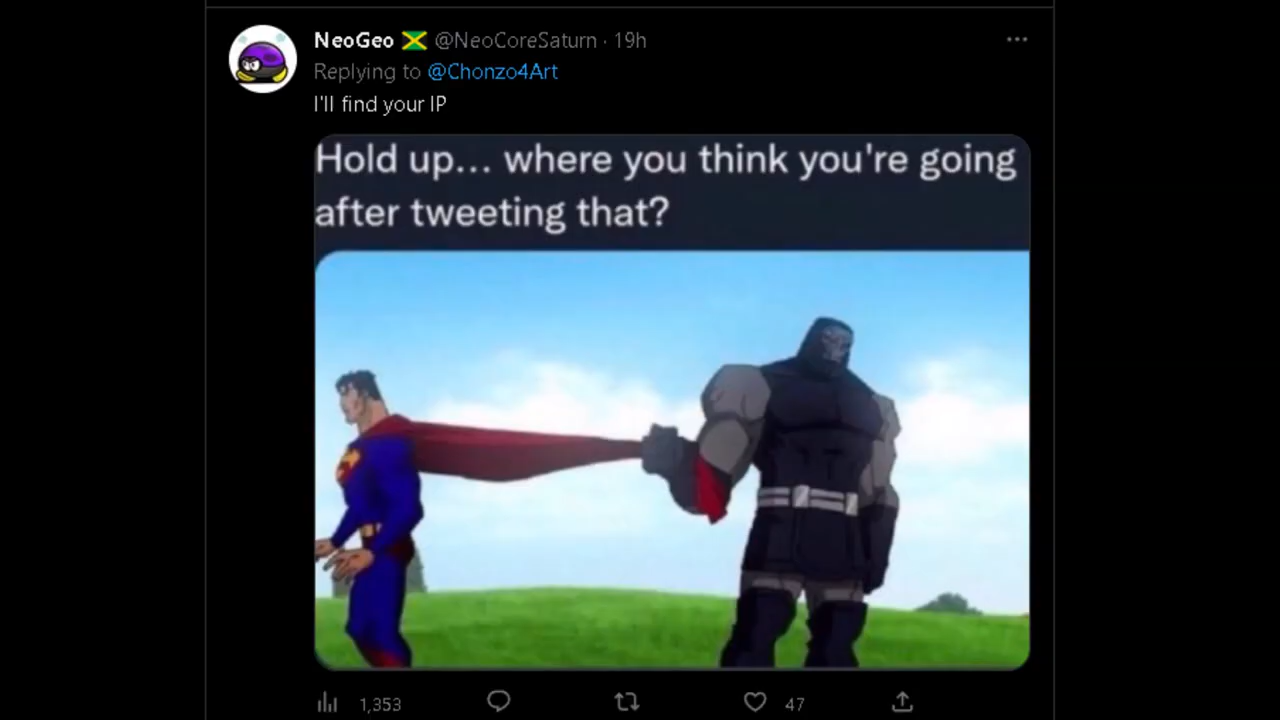 NeoGeo 🇯🇲 @NeoCoreSaturn · 19h
Replying to @Chonzo4Art
I'll find your IP
Hold up... where you think you're going
after tweeting that?
1,353 47